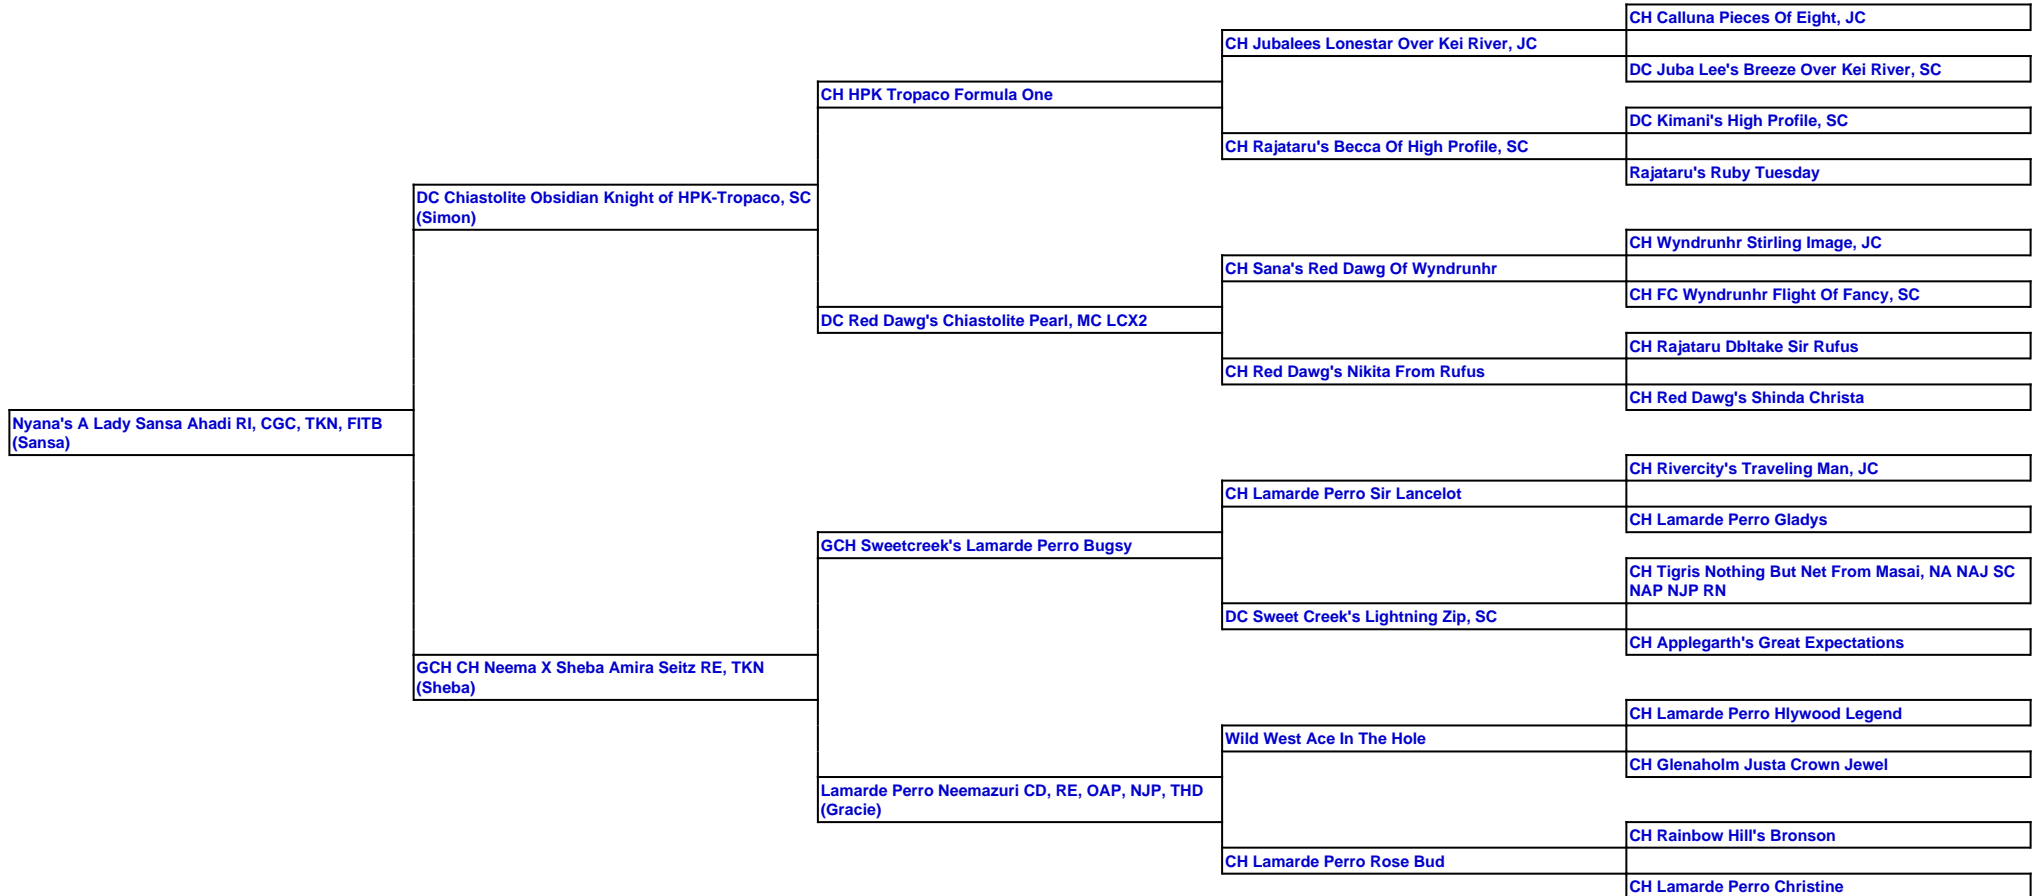 CH Calluna Pieces Of Eight, JC
CH Jubalees Lonestar Over Kei River, JC
DC Juba Lee's Breeze Over Kei River, SC
CH HPK Tropaco Formula One
DC Kimani's High Profile, SC
CH Rajataru's Becca Of High Profile, SC
Rajataru's Ruby Tuesday
DC Chiastolite Obsidian Knight of HPK-Tropaco, SC
(Simon)
CH Wyndrunhr Stirling Image, JC
CH Sana's Red Dawg Of Wyndrunhr
CH FC Wyndrunhr Flight Of Fancy, SC
DC Red Dawg's Chiastolite Pearl, MC LCX2
CH Rajataru Dbltake Sir Rufus
CH Red Dawg's Nikita From Rufus
CH Red Dawg's Shinda Christa
Nyana's A Lady Sansa Ahadi RI, CGC, TKN, FITB
(Sansa)
CH Rivercity's Traveling Man, JC
CH Lamarde Perro Sir Lancelot
CH Lamarde Perro Gladys
GCH Sweetcreek's Lamarde Perro Bugsy
CH Tigris Nothing But Net From Masai, NA NAJ SC
NAP NJP RN
DC Sweet Creek's Lightning Zip, SC
CH Applegarth's Great Expectations
GCH CH Neema X Sheba Amira Seitz RE, TKN
(Sheba)
CH Lamarde Perro Hlywood Legend
Wild West Ace In The Hole
CH Glenaholm Justa Crown Jewel
Lamarde Perro Neemazuri CD, RE, OAP, NJP, THD
(Gracie)
CH Rainbow Hill's Bronson
CH Lamarde Perro Rose Bud
CH Lamarde Perro Christine